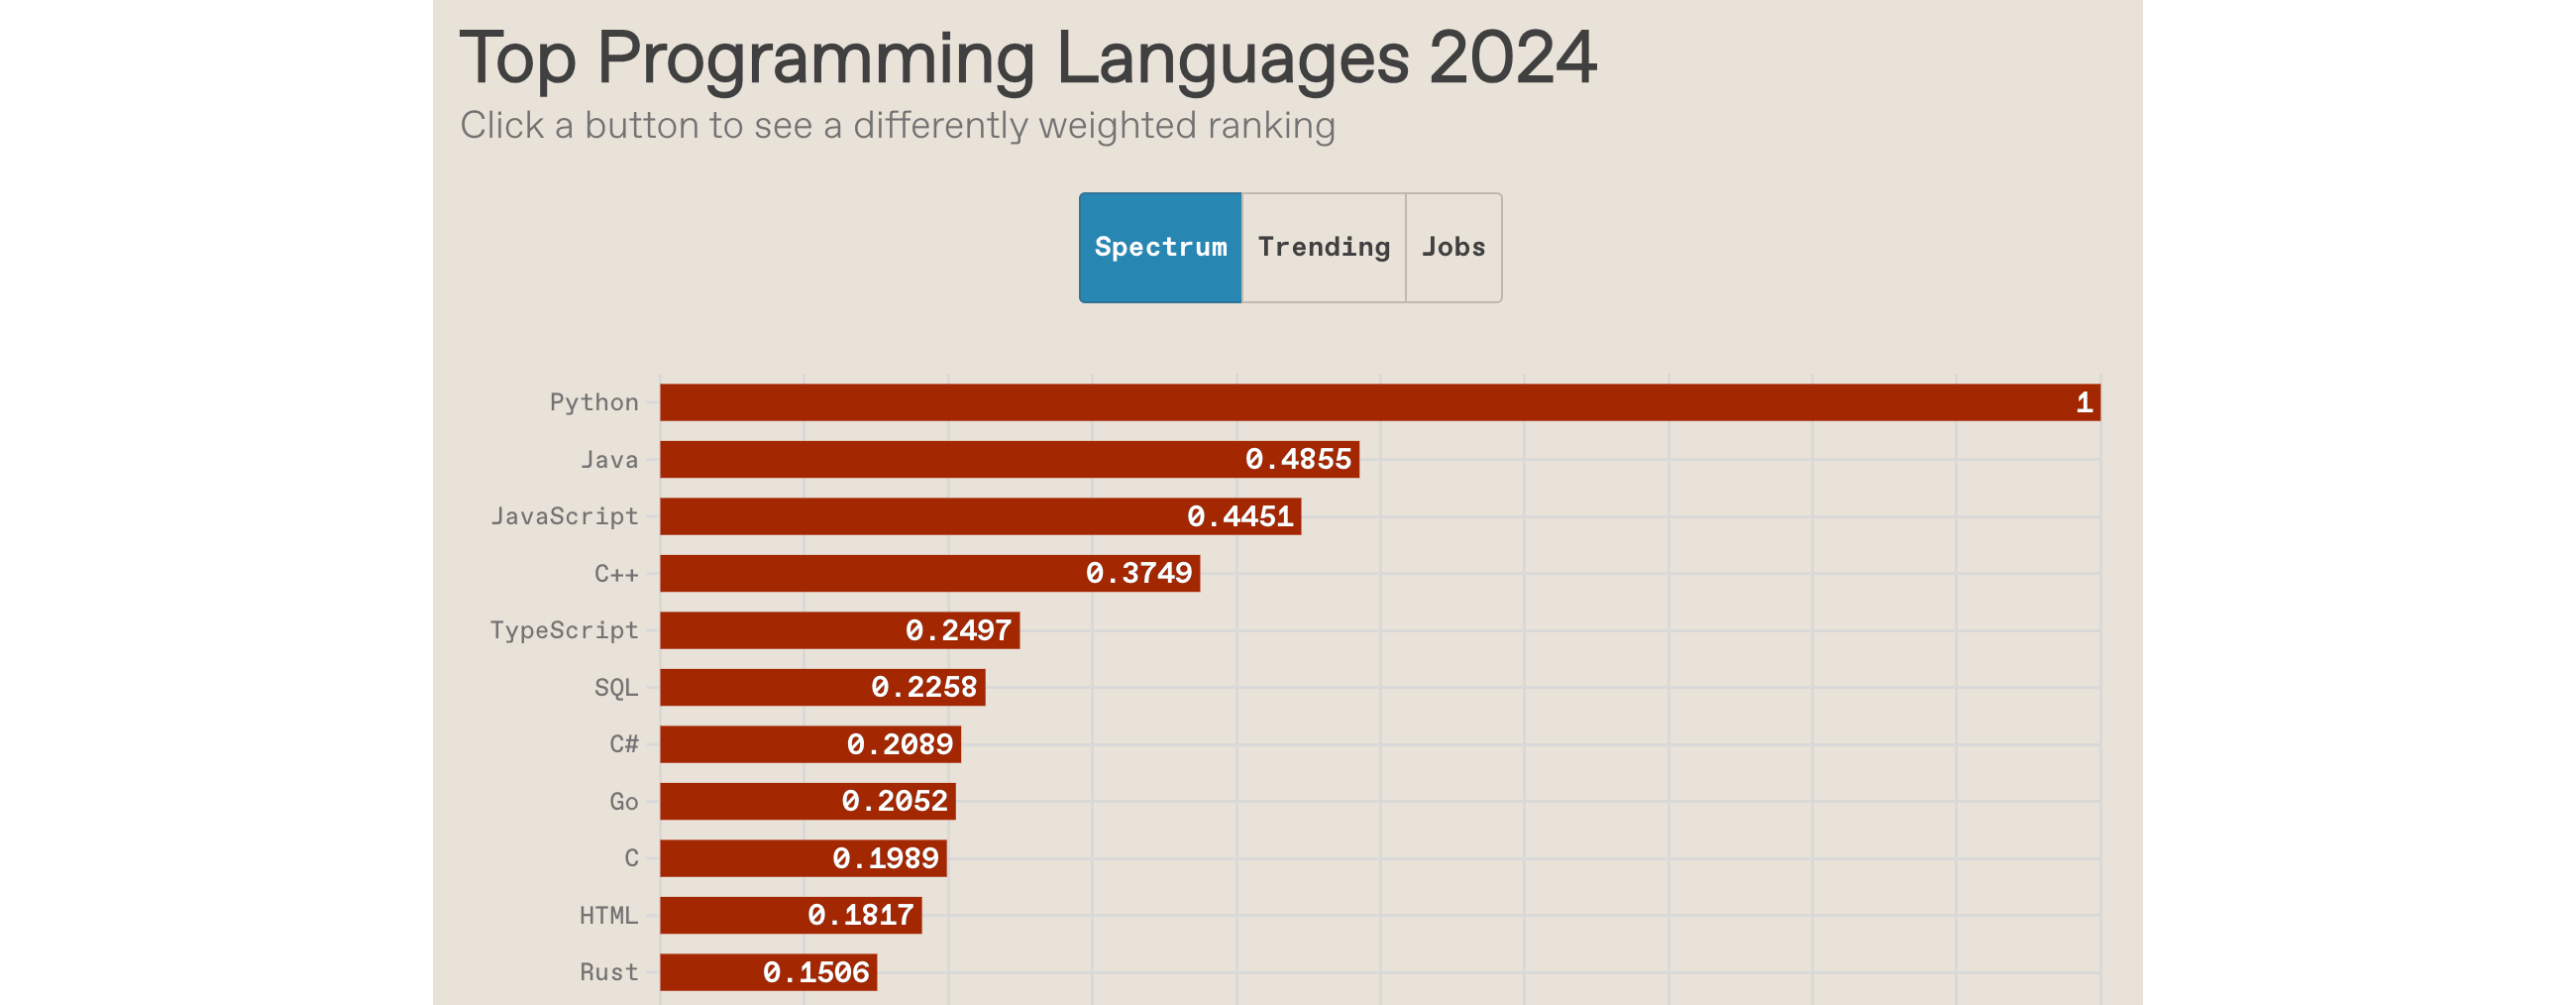 Top Programming Languages 2024
Click a button to see a differently weighted ranking
Spectrum Trending Jobs
Python 1
Java 0.4855
JavaScript 0.4451
C++ 0.3749
TypeScript 0.2497
SQL 0.2258
C# 0.2089
Go 0.2052
C 0.1989
HTML 0.1817
Rust 0.1506